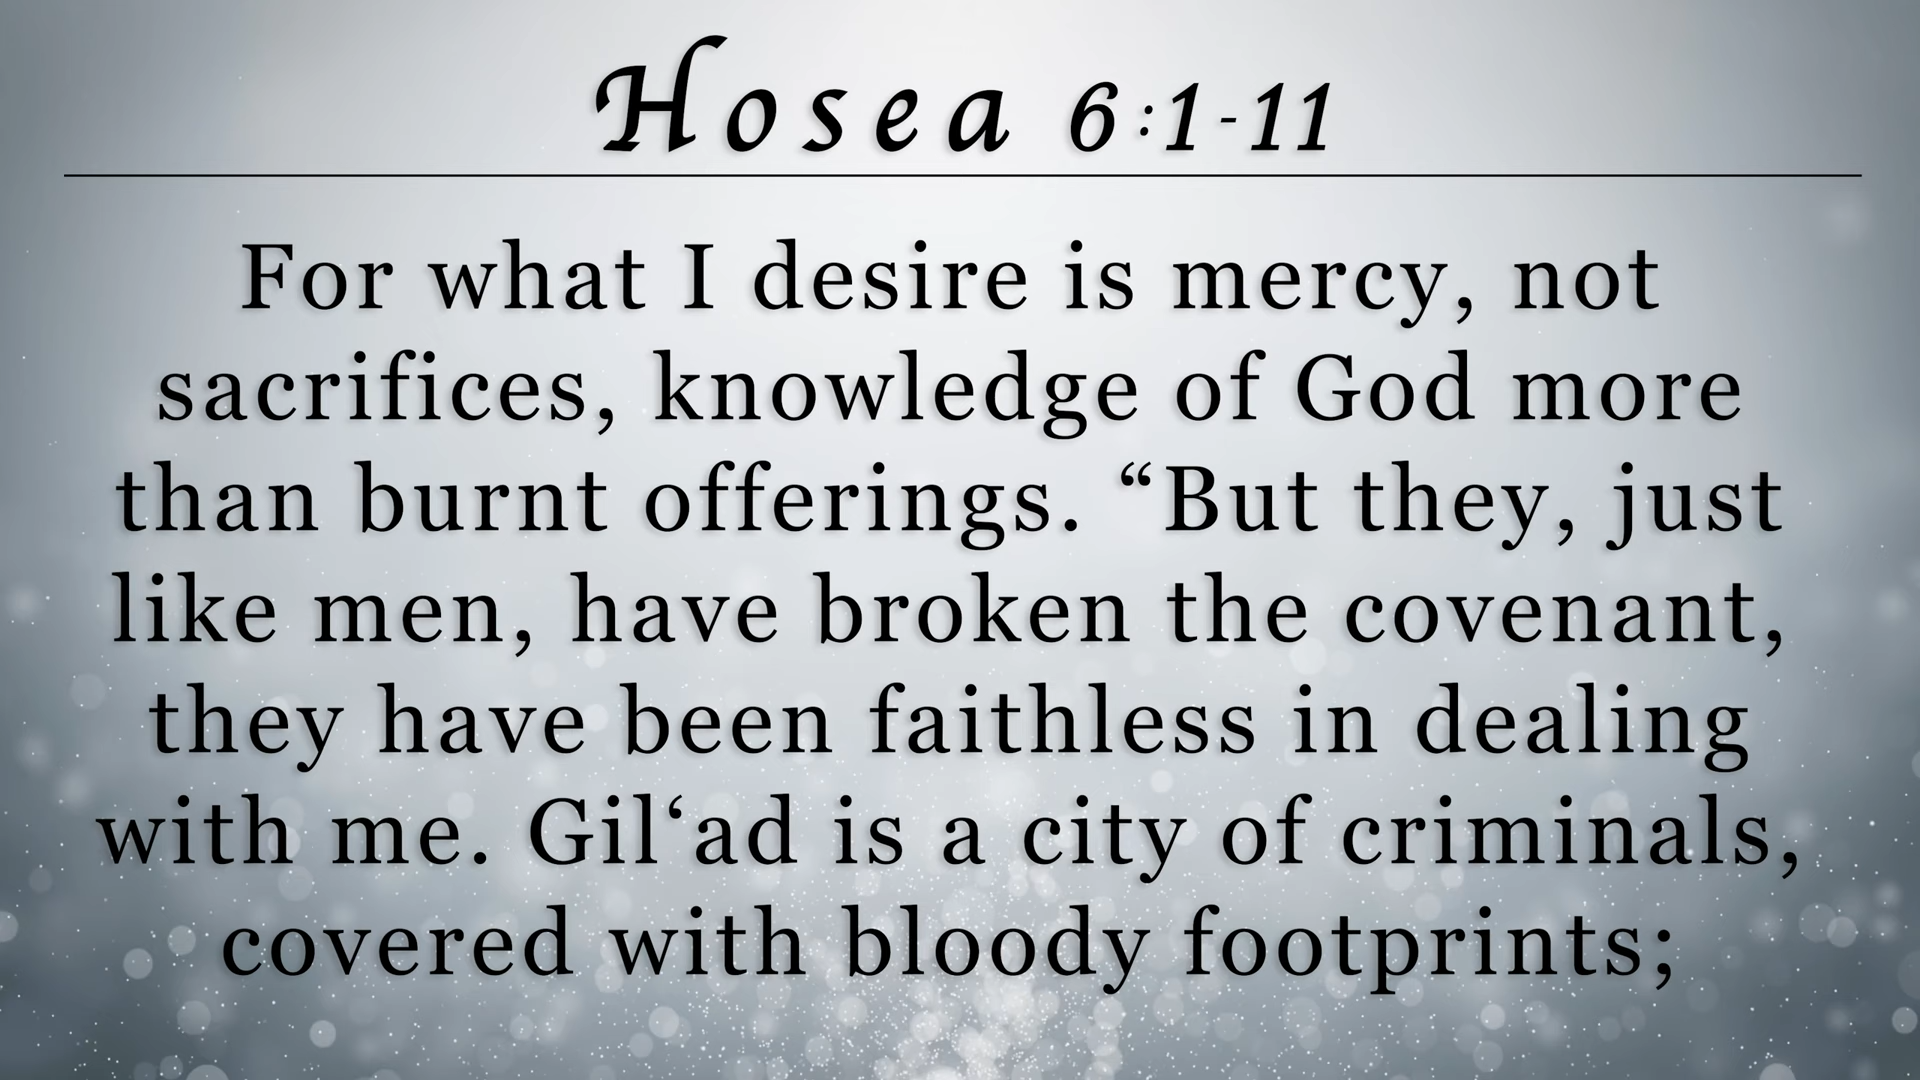 Hosea 6:1-11
For what I desire is mercy, not
sacrifices, knowledge of God more
than burnt offerings. “But they, just
like men, have broken the covenant,
they have been faithless in dealing
with me. Gil‘ad is a city of criminals,
covered with bloody footprints;